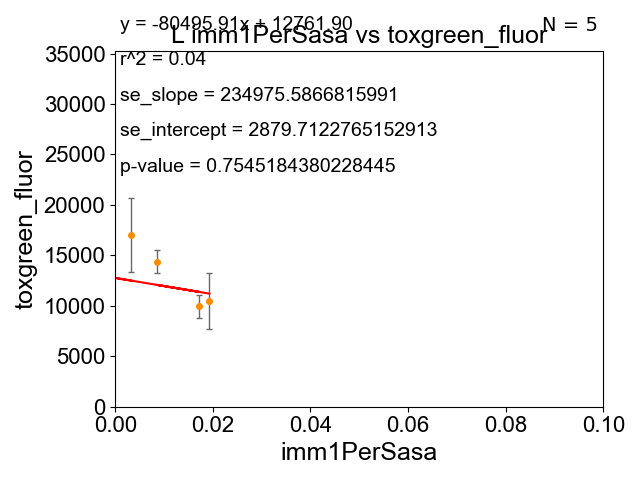 y = -80495.91x + 12761.90
N = 5
L imm1PerSasa vs toxgreen_fluor
r^2 = 0.04
se_slope = 234975.5866815991
se_intercept = 2879.7122765152913
p-value = 0.7545184380228445
35000
30000
25000
20000
15000
10000
5000
0
toxgreen_fluor
0.00 0.02 0.04 0.06 0.08 0.10
imm1PerSasa